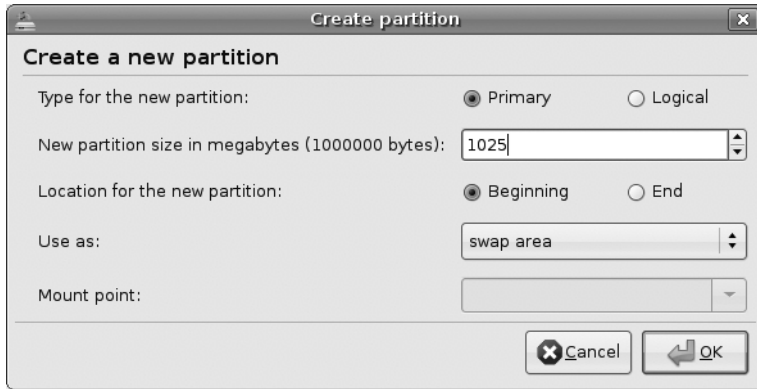 Create partition
Create a new partition
Type for the new partition: Primary Logical
New partition size in megabytes (1000000 bytes): 1025
Location for the new partition: Beginning End
Use as: swap area
Mount point:
Cancel OK